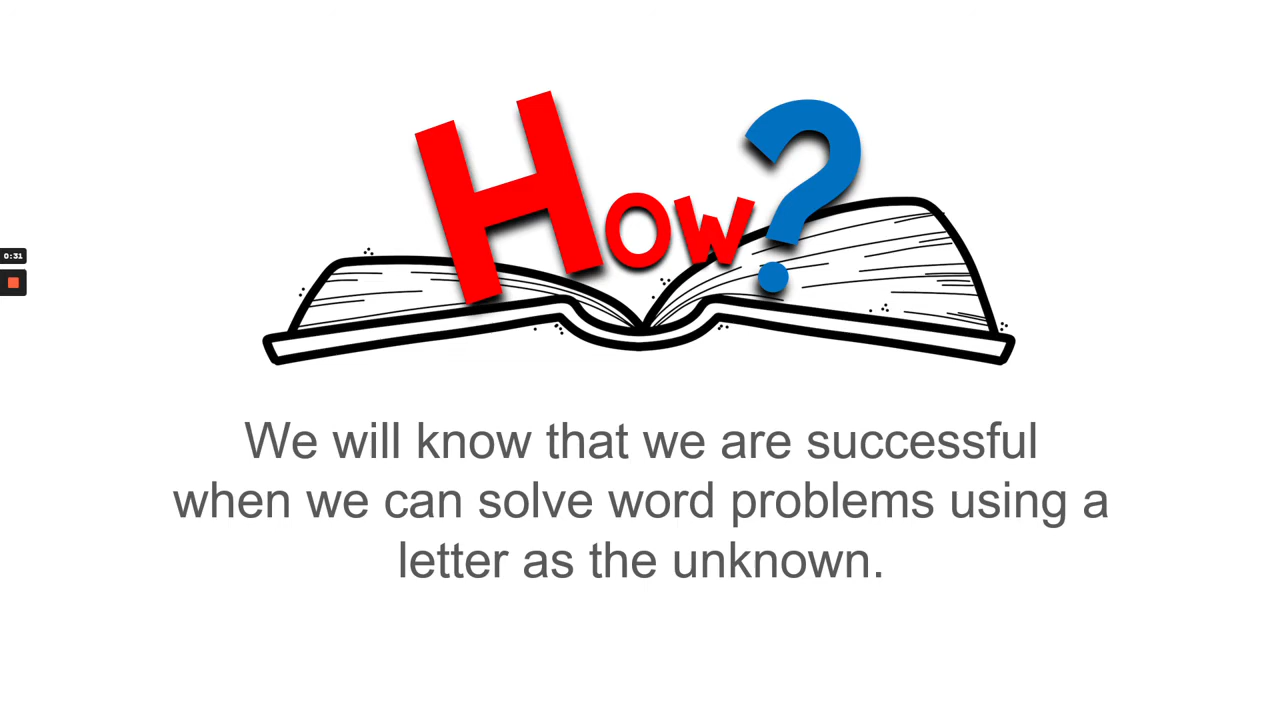 How?
0:31
We will know that we are successful
when we can solve word problems using a
letter as the unknown.